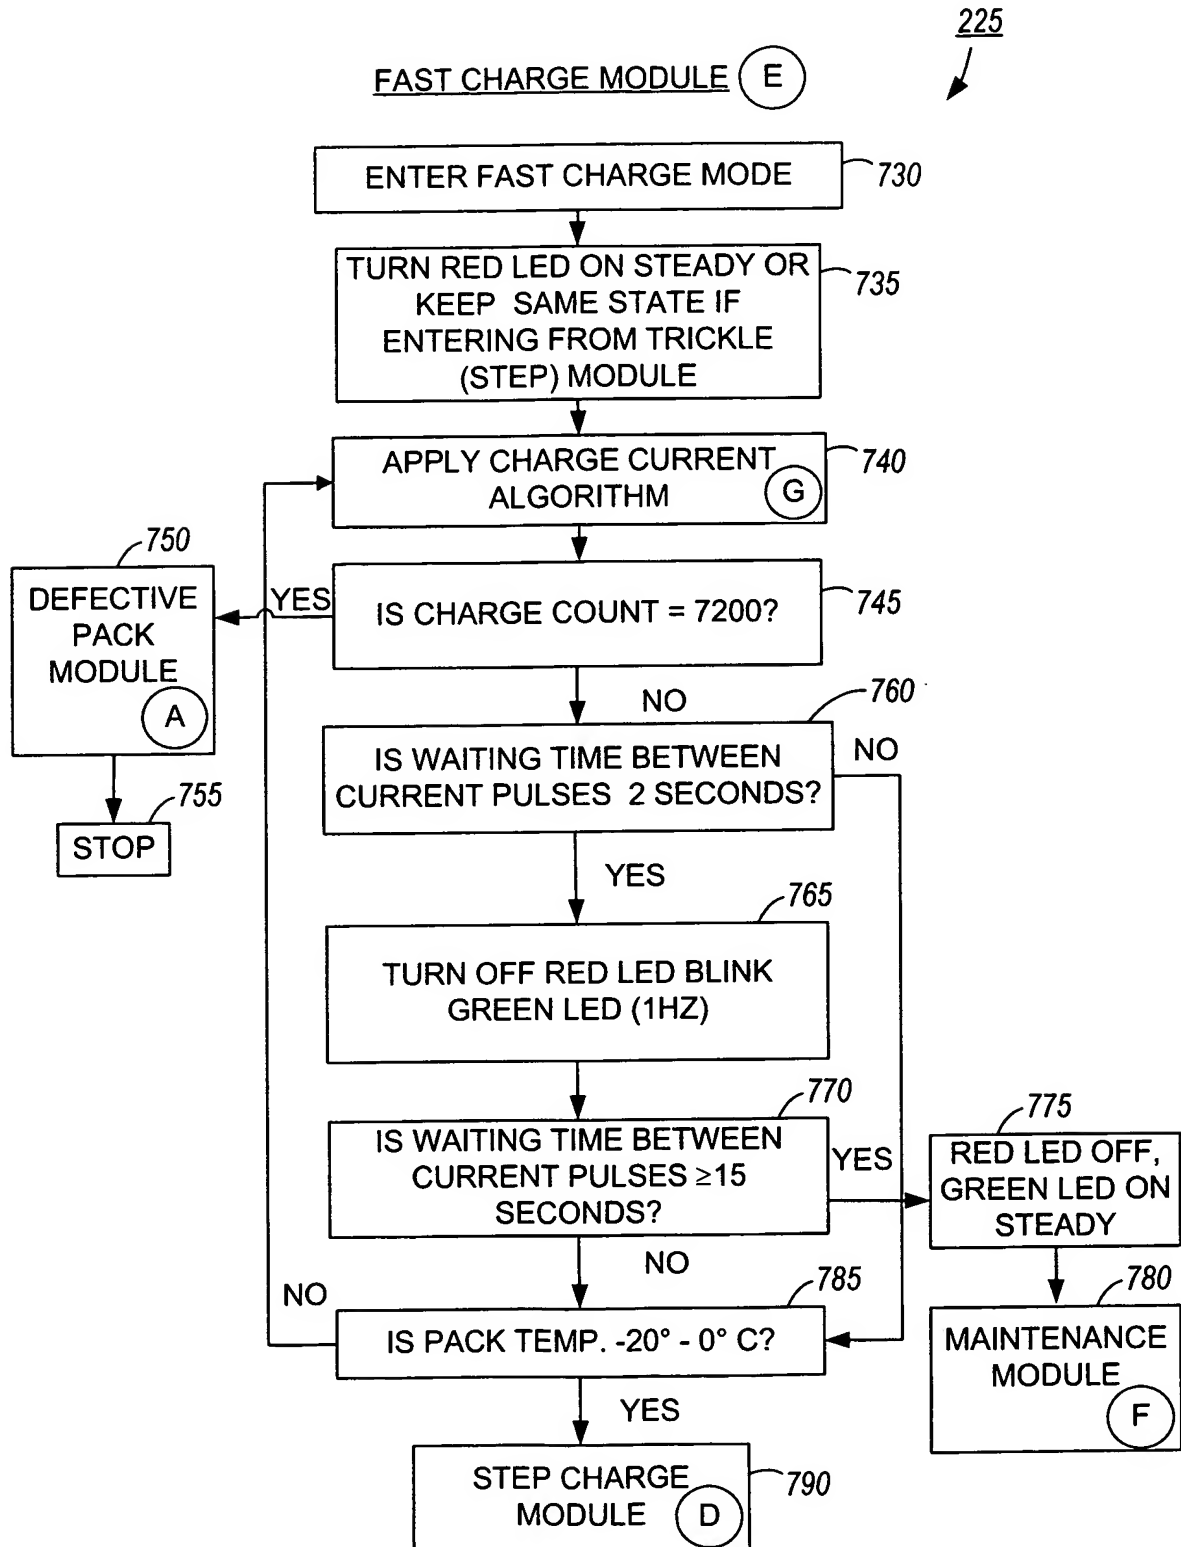 225
FAST CHARGE MODULE E
ENTER FAST CHARGE MODE
730
TURN RED LED ON STEADY OR
KEEP SAME STATE IF
ENTERING FROM TRICKLE
(STEP) MODULE
735
APPLY CHARGE CURRENT
ALGORITHM
G
740
750
DEFECTIVE
PACK
MODULE
A
YES
IS CHARGE COUNT = 7200?
745
NO
755
STOP
760
IS WAITING TIME BETWEEN
CURRENT PULSES 2 SECONDS?
NO
YES
765
TURN OFF RED LED BLINK
GREEN LED (1HZ)
770
IS WAITING TIME BETWEEN
CURRENT PULSES ≥15
SECONDS?
YES
775
RED LED OFF,
GREEN LED ON
STEADY
NO
780
MAINTENANCE
MODULE
F
NO
785
IS PACK TEMP. -20° - 0° C?
YES
STEP CHARGE
MODULE
D
790